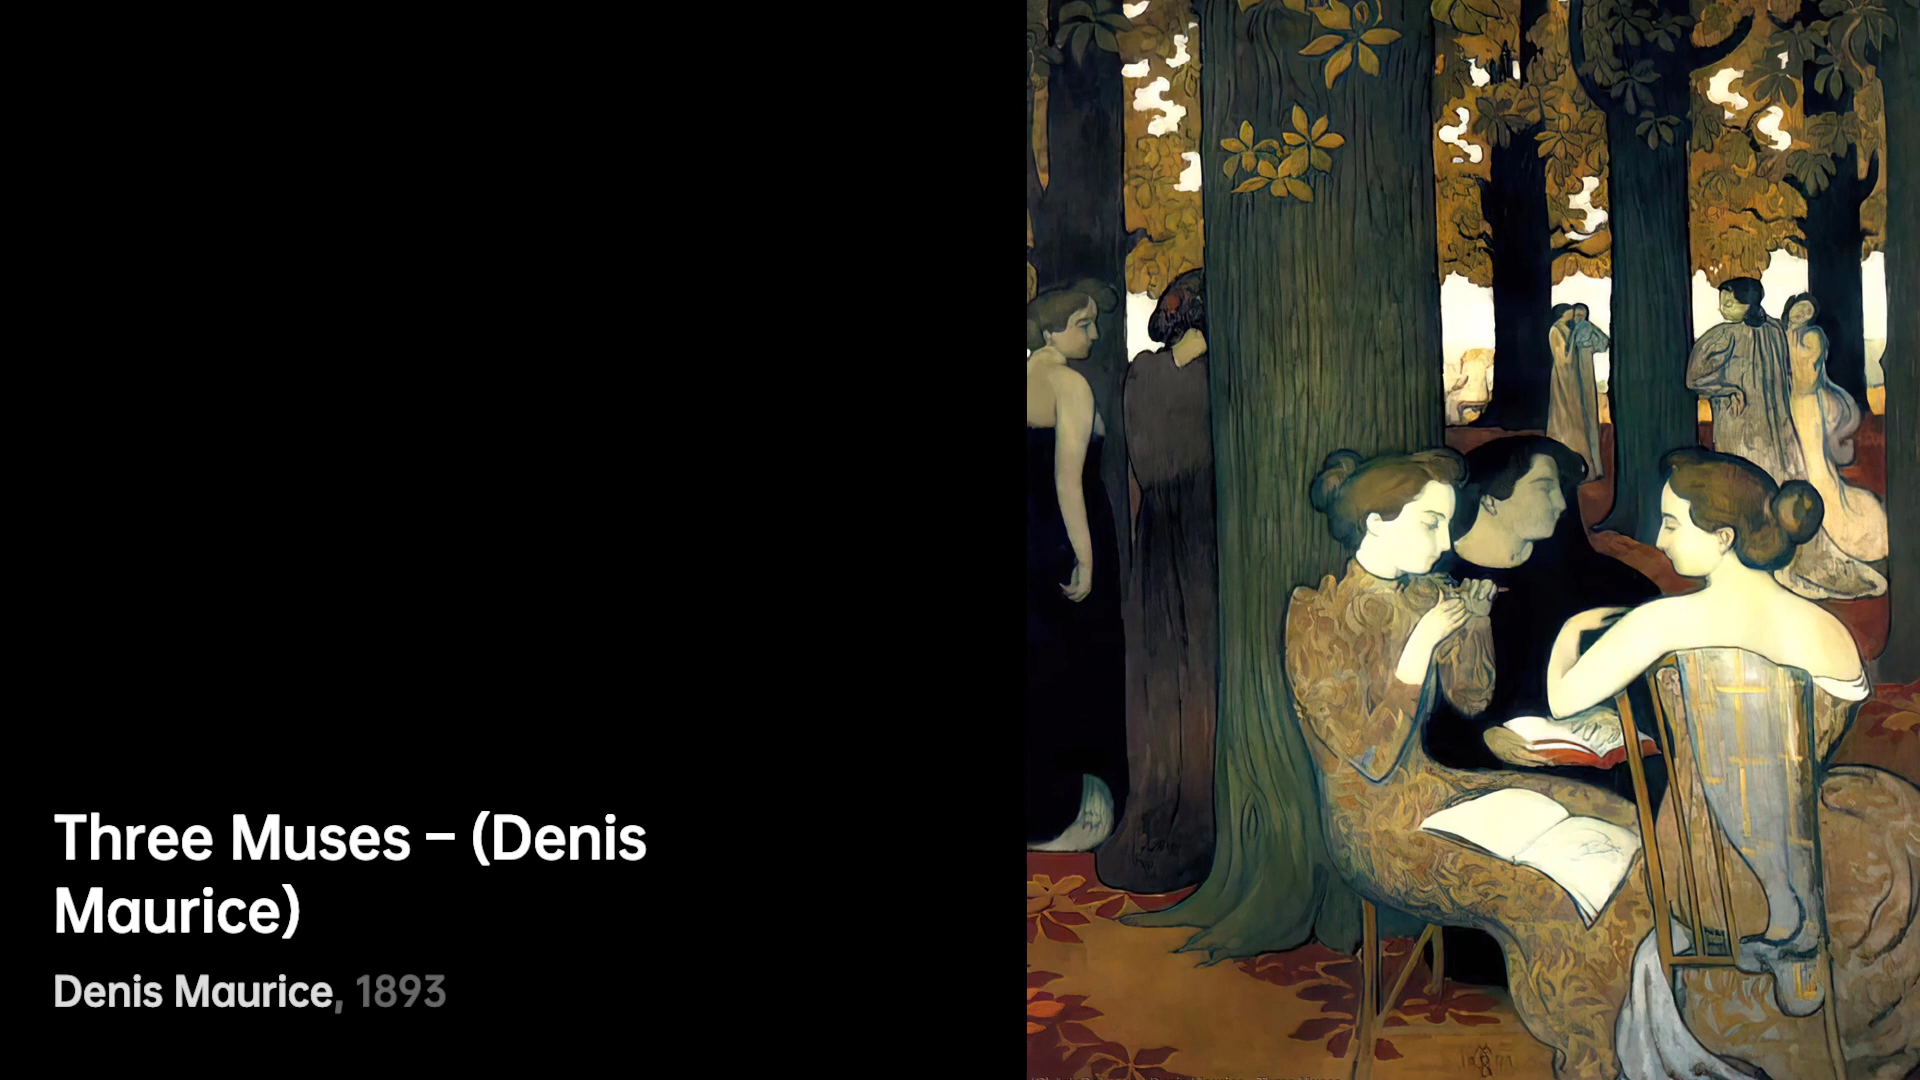 Three Muses – (Denis
Maurice)
Denis Maurice, 1893